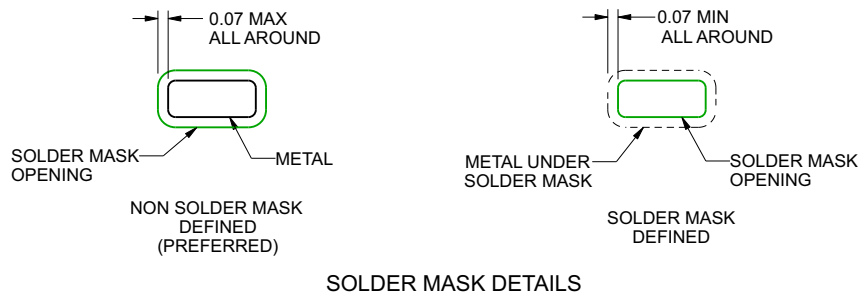 0.07 MAX
ALL AROUND
SOLDER MASK
OPENING
METAL
NON SOLDER MASK
DEFINED
(PREFERRED)
0.07 MIN
ALL AROUND
METAL UNDER
SOLDER MASK
SOLDER MASK
OPENING
SOLDER MASK
DEFINED
SOLDER MASK DETAILS